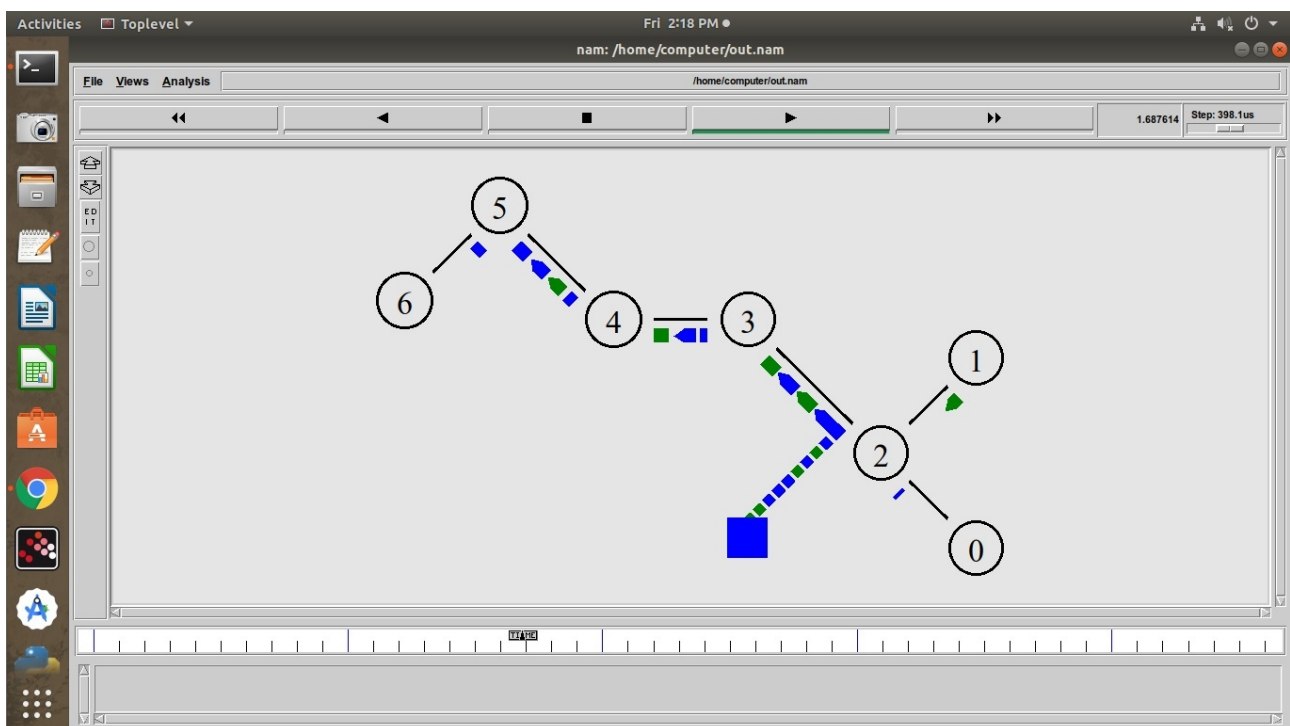 Activities Toplevel Fri 2:18 PM
nam: /home/computer/out.nam
File Views Analysis /home/computer/out.nam
1.687614 Step: 398.1us
E D
I T
5
6
4
3
1
2
0
TIME